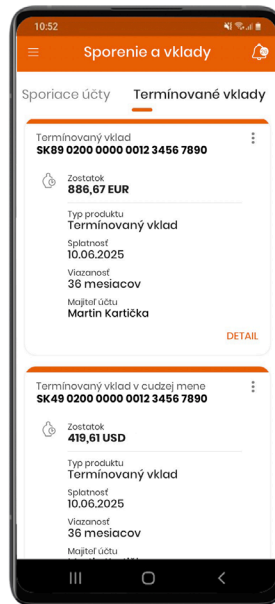 10:52
Sporenie a vklady
Sporiace účty
Termínované vklady
Termínovaný vklad
SK89 0200 0000 0012 3456 7890
Zostatok
886,67 EUR
Typ produktu
Termínovaný vklad
Splatnosť
10.06.2025
Viazanosť
36 mesiacov
Majiteľ účtu
Martin Kartička
DETAIL
Termínovaný vklad v cudzej mene
SK49 0200 0000 0012 3456 7890
Zostatok
419,61 USD
Typ produktu
Termínovaný vklad
Splatnosť
10.06.2025
Viazanosť
36 mesiacov
Majiteľ účtu